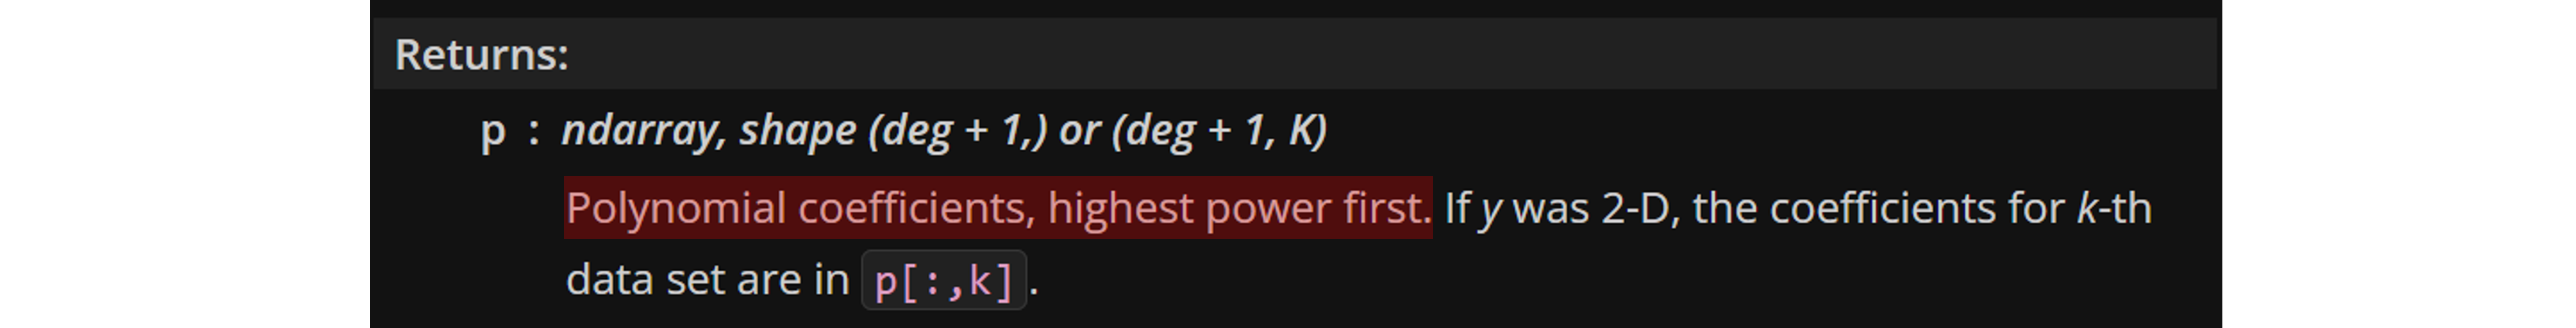 Returns:
p : ndarray, shape (deg + 1,) or (deg + 1, K)
Polynomial coefficients, highest power first. If y was 2-D, the coefficients for k-th
data set are in p[:,k].